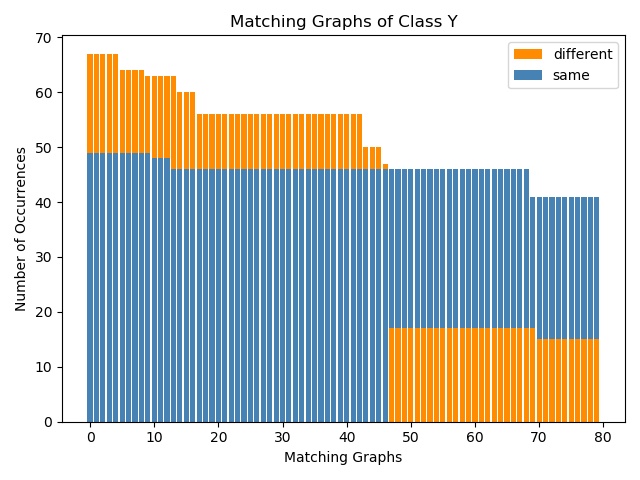 Matching Graphs of Class Y
different
same
Number of Occurrences
70
60
50
40
30
20
10
0
0 10 20 30 40 50 60 70 80
Matching Graphs